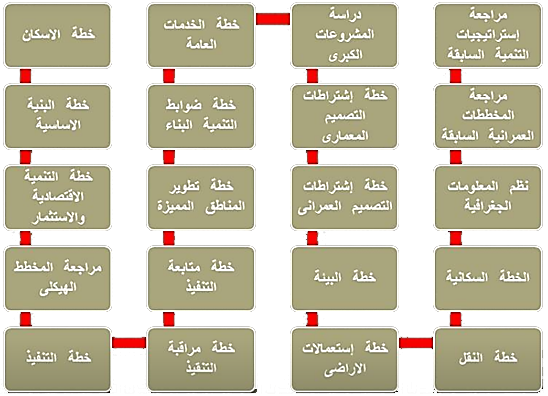 مراجعة
إستراتيجيات
التنمية السابقة
مراجعة
المخططات
العمرانية السابقة
نظم المعلومات
الجغرافية
الخطة السكانية
خطة النقل
خطة إستعمالات
الاراضى
خطة البيئة
خطة إشتراطات
التصميم العمرانى
خطة إشتراطات
التصميم
المعمارى
دراسة
المشروعات
الكبرى
خطة الخدمات
العامة
خطة ضوابط
التنمية البناء
خطة تطوير
المناطق المميزة
خطة متابعة
التنفيذ
خطة مراقبة
التنفيذ
خطة التنفيذ
مراجعة المخطط
الهيكلى
خطة التنمية
الاقتصادية
والاستثمار
خطة البنية
الاساسية
خطة الاسكان